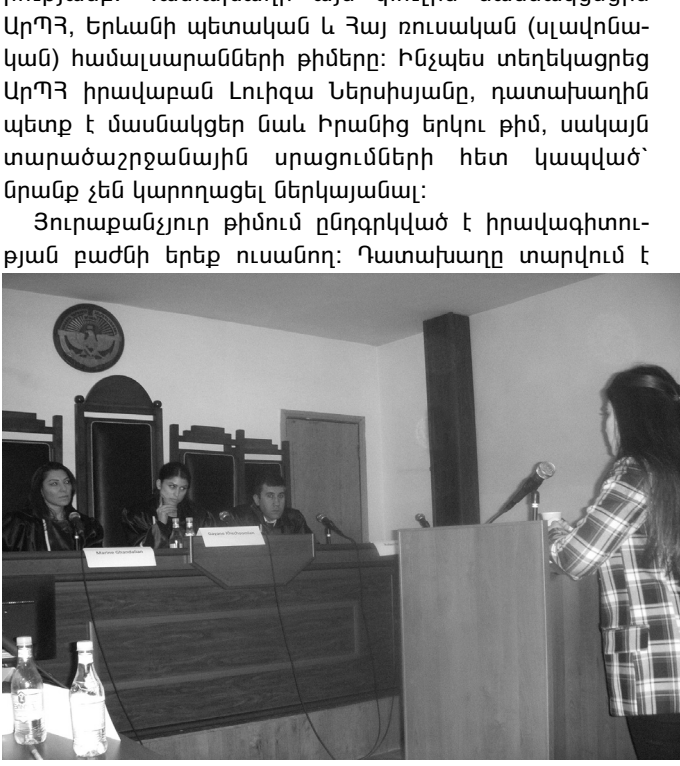 ԱրՊՀ, Երևանի պետական և Հայ ռուսական (սլավոնա-
կան) համալսարանների թիմերը: Ինչպես տեղեկացրեց
ԱրՊՀ իրավաբան Լուիզա Ներսիսյանը, դատախաղին
պետք է մասնակցեր նաև Իրանից երկու թիմ, սակայն
տարածաշրջանային սրացումների հետ կապված՝
նրանք չեն կարողացել ներկայանալ:
Յուրաքանչյուր թիմում ընդգրկված է իրավագիտու-
թյան բաժնի երեք ուսանող: Դատախաղը տարվում է